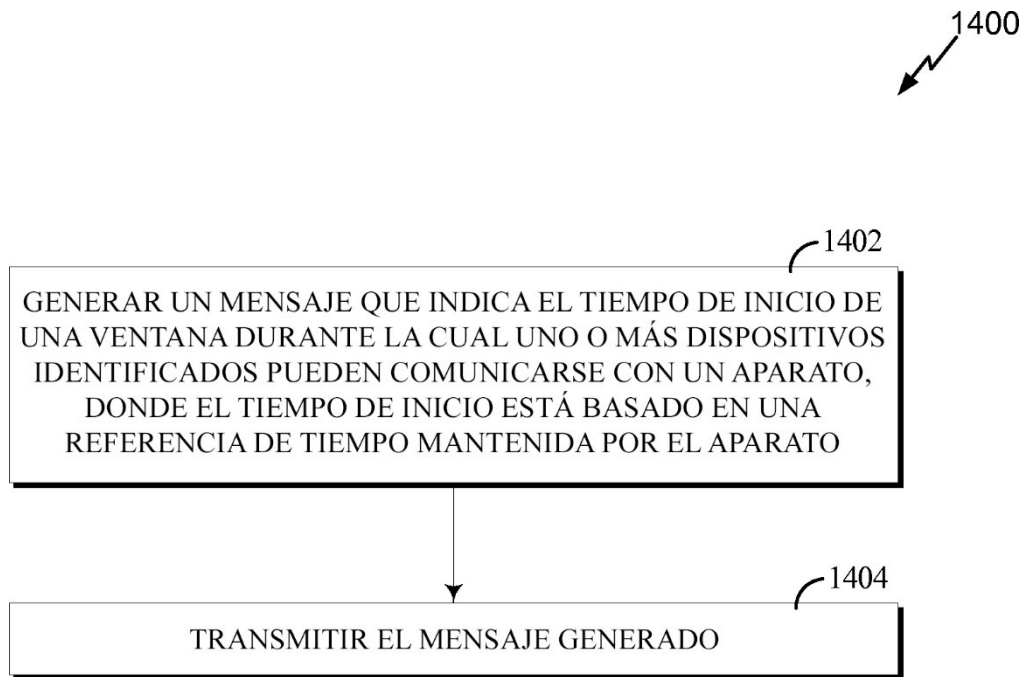 1400
1402
GENERAR UN MENSAJE QUE INDICA EL TIEMPO DE INICIO DE
UNA VENTANA DURANTE LA CUAL UNO O MÁS DISPOSITIVOS
IDENTIFICADOS PUEDEN COMUNICARSE CON UN APARATO,
DONDE EL TIEMPO DE INICIO ESTÁ BASADO EN UNA
REFERENCIA DE TIEMPO MANTENIDA POR EL APARATO
1404
TRANSMITIR EL MENSAJE GENERADO